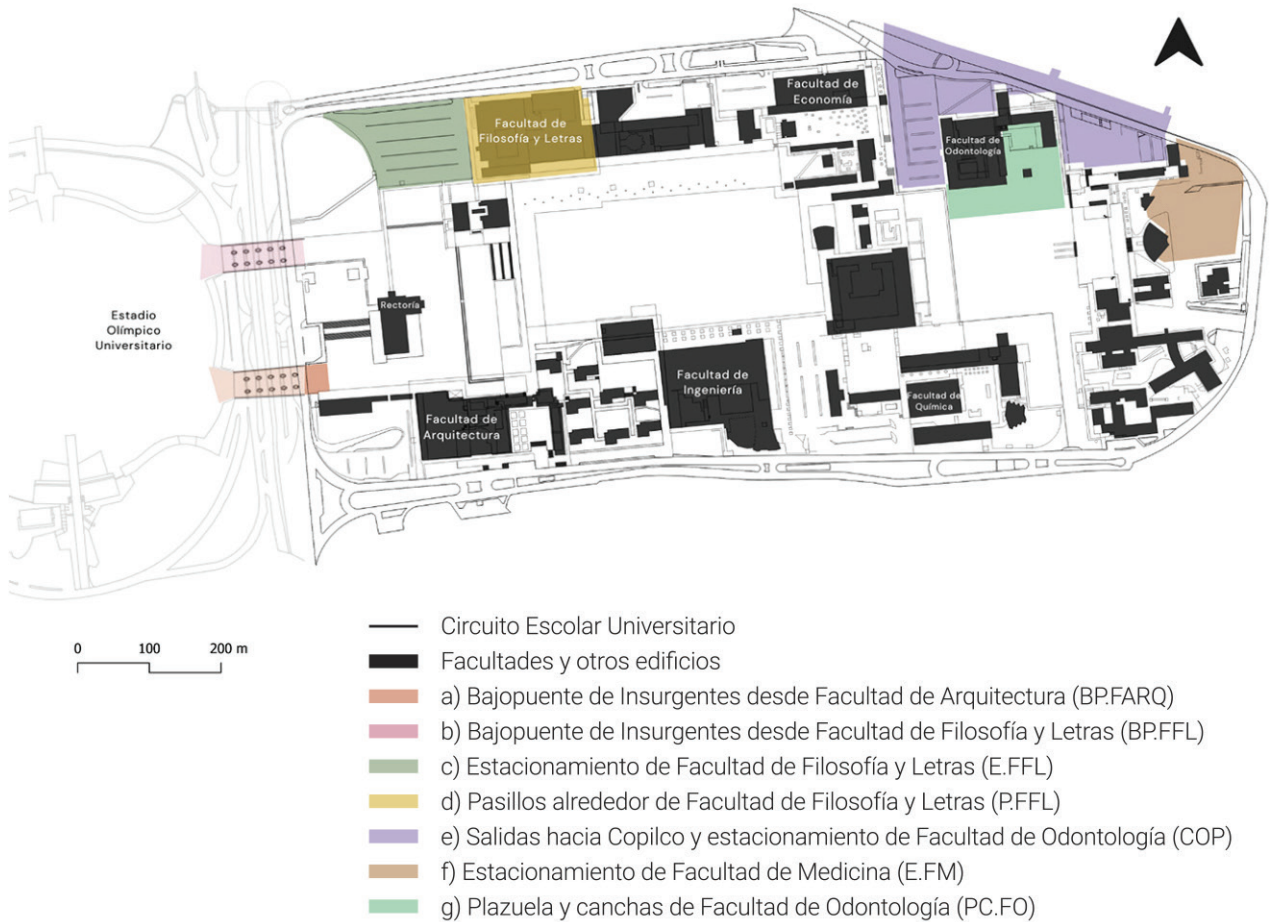 Facultad de
Economía
Facultad de
Filosofía y Letras
Facultad
de Odontología
Rectoría
Estadio
Olímpico
Universitario
Facultad de
Ingeniería
Facultad de
Química
Facultad de
Arquitectura
0 100 200 m
Circuito Escolar Universitario
Facultades y otros edificios
a) Bajopuente de Insurgentes desde Facultad de Arquitectura (BP.FARQ)
b) Bajopuente de Insurgentes desde Facultad de Filosofía y Letras (BP.FFL)
c) Estacionamiento de Facultad de Filosofía y Letras (E.FFL)
d) Pasillos alrededor de Facultad de Filosofía y Letras (P.FFL)
e) Salidas hacia Copilco y estacionamiento de Facultad de Odontología (COP)
f) Estacionamiento de Facultad de Medicina (E.FM)
g) Plazuela y canchas de Facultad de Odontología (PC.FO)